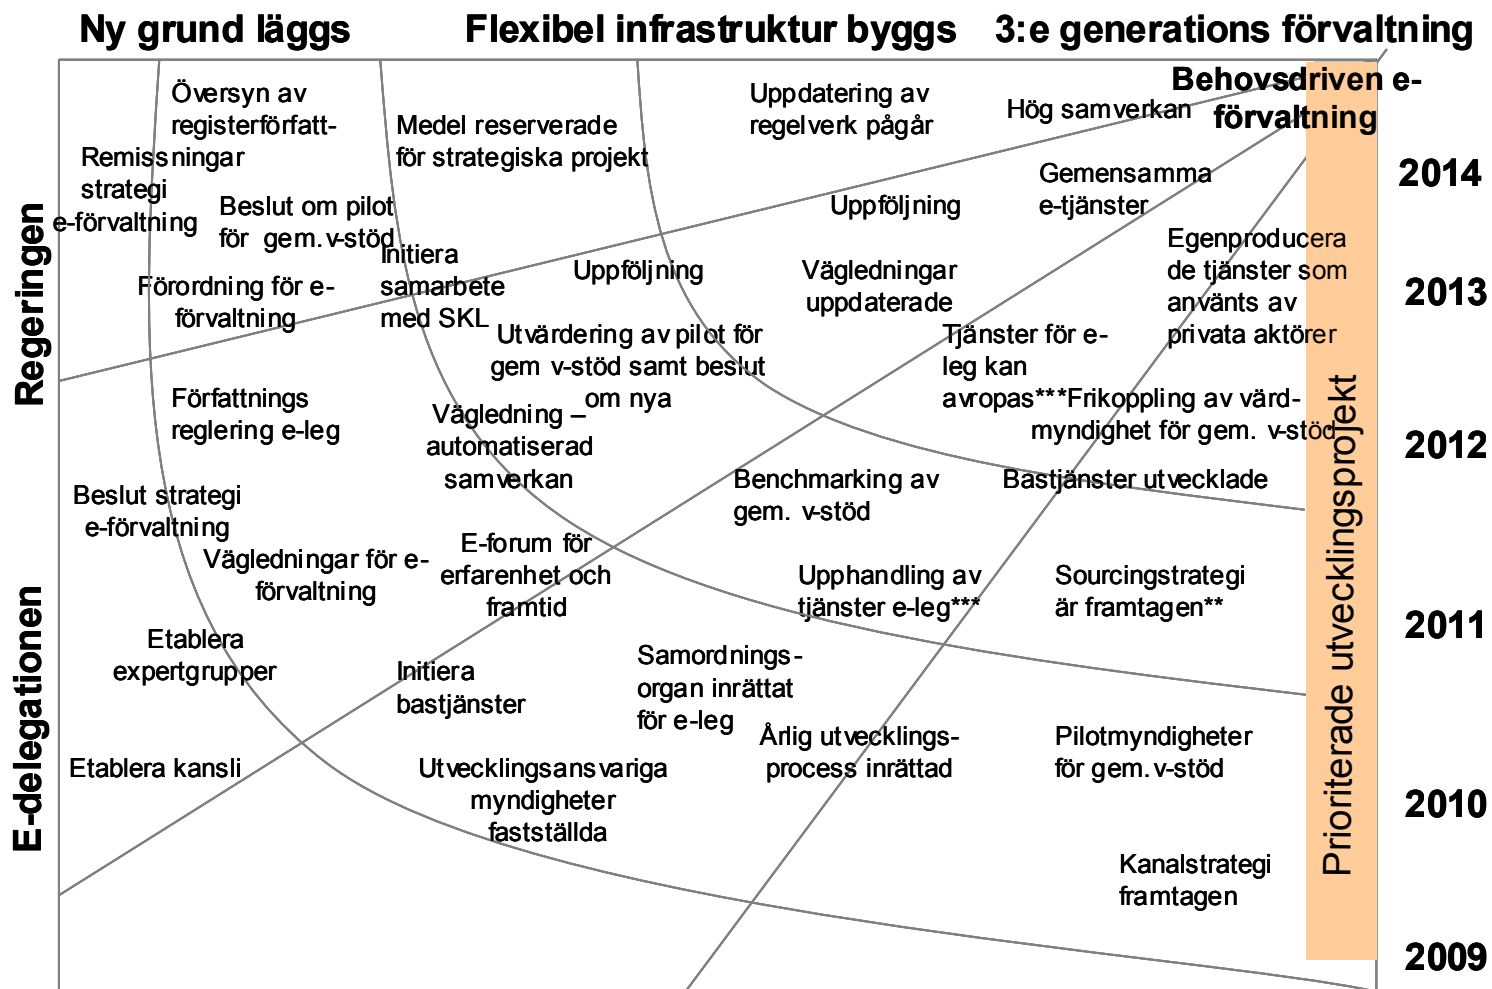 Ny grund läggs
Flexibel infrastruktur byggs
3:e generations förvaltning
Regeringen
E-delegationen
Översyn av
registerförfatt-
Remissningar
strategi
e-förvaltning
Beslut om pilot
för gem.v-stöd
Förordning för e-
förvaltning
Medel reserverade
för strategiska projekt
Initiera
samarbete
med SKL
Uppdatering av
regelverk pågår
Hög samverkan
Behovsdriven e-
förvaltning
Gemensamma
e-tjänster
Uppföljning
Uppföljning
Vägledningar
uppdaterade
Egenproducera
de tjänster som
använts av
privata aktörer
Utvärdering av pilot för
gem v-stöd samt beslut
om nya
Tjänster för e-
leg kan
avropas***
Frikoppling av värd-
myndighet för gem. v-stöd
Författnings
reglering e-leg
Vägledning –
automatiserad
samverkan
Beslut strategi
e-förvaltning
Benchmarking av
gem. v-stöd
Bastjänster utvecklade
Vägledningar för e-
förvaltning
E-forum för
erfarenhet och
framtid
Upphandling av
tjänster e-leg***
Sourcingstrategi
är framtagen**
Etablera
expertgrupper
Initiera
bastjänster
Samordnings-
organ inrättat
för e-leg
Årlig utvecklings-
process inrättad
Pilotmyndigheter
för gem.v-stöd
Etablera kansli
Utvecklingsansvariga
myndigheter
fastställda
Kanalstrategi
framtagen
Prioriterade utvecklingsprojekt
2014
2013
2012
2011
2010
2009